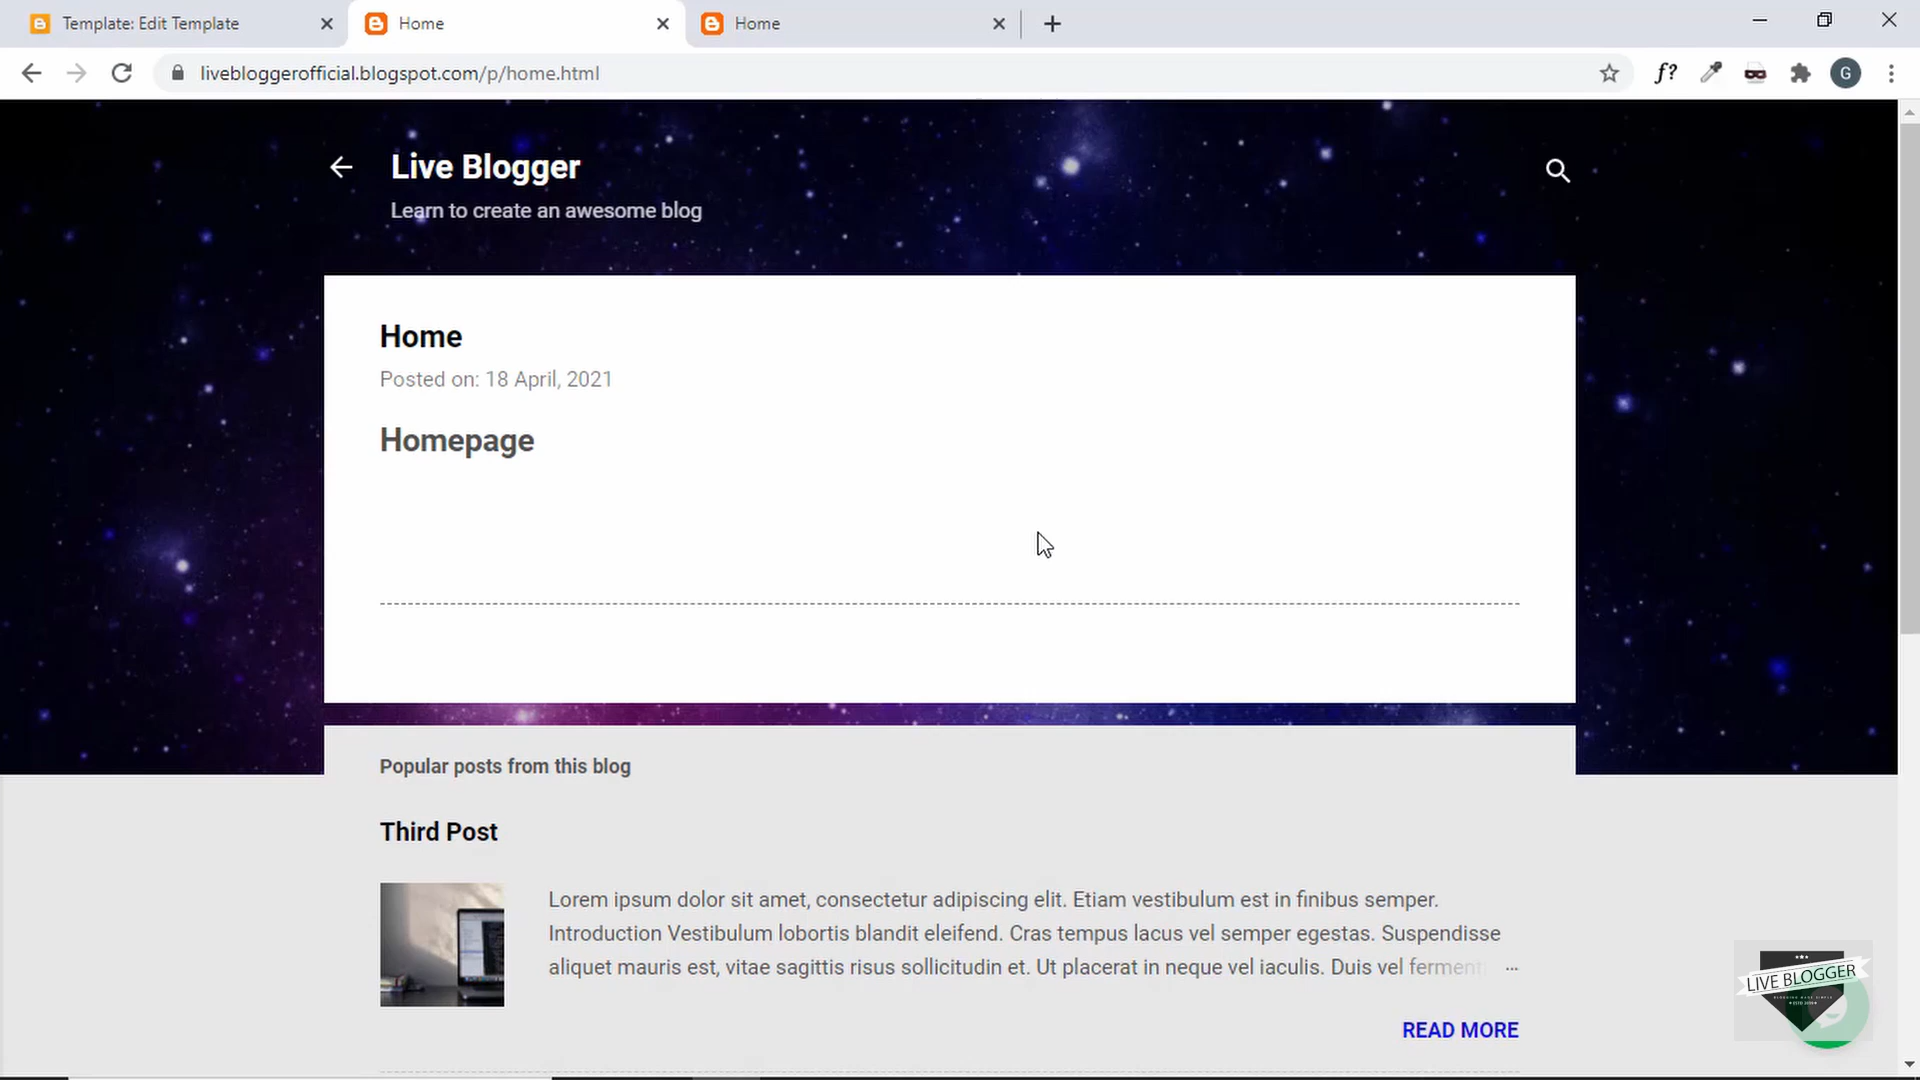 Template: Edit Template
Home
Home
livebloggerofficial.blogspot.com/p/home.html
f?
G
Live Blogger
Learn to create an awesome blog
Home
Posted on: 18 April, 2021
Homepage
Popular posts from this blog
Third Post
Lorem ipsum dolor sit amet, consectetur adipiscing elit. Etiam vestibulum est in finibus semper.
Introduction Vestibulum lobortis blandit eleifend. Cras tempus lacus vel semper egestas. Suspendisse
aliquet mauris est, vitae sagittis risus sollicitudin et. Ut placerat in neque vel iaculis. Duis vel ferment ...
READ MORE
LIVE BLOGGER